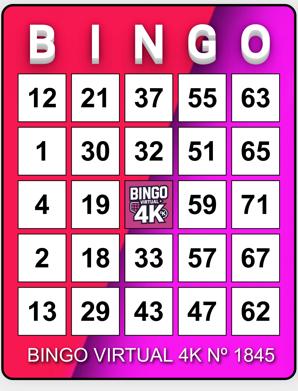 BINGO
12 21 37 55 63
1 30 32 51 65
4 19 BINGO VIRTUAL 4K 59 71
2 18 33 57 67
13 29 43 47 62
BINGO VIRTUAL 4K Nº 1845